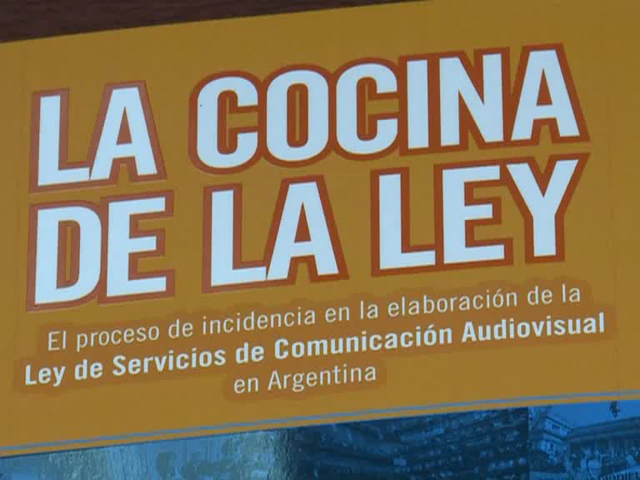 LA COCINA
DE LA LEY
El proceso de incidencia en la elaboración de la
Ley de Servicios de Comunicación Audiovisual
en Argentina